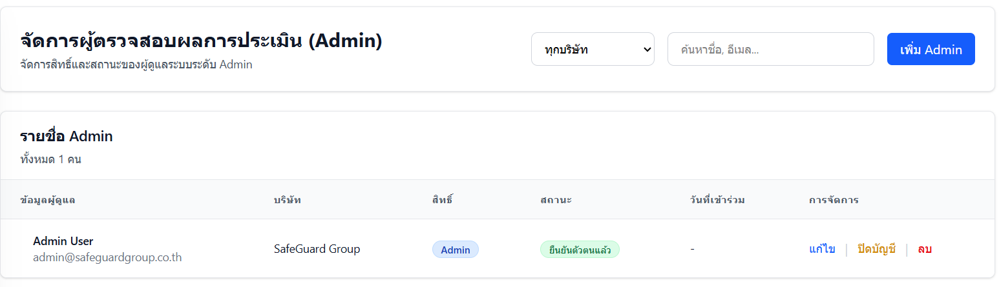 จัดการผู้ตรวจสอบผลการประเมิน (Admin)
จัดการสิทธิ์และสถานะของผู้ดูแลระบบระดับ Admin
ทุกบริษัท
ค้นหาชื่อ, อีเมล...
เพิ่ม Admin
รายชื่อ Admin
ทั้งหมด 1 คน
ข้อมูลผู้ดูแล บริษัท สิทธิ์ สถานะ วันที่เข้าร่วม การจัดการ
Admin User
admin@safeguardgroup.co.th
SafeGuard Group Admin ยืนยันตัวตนแล้ว - แก้ไข | ปิดบัญชี | ลบ